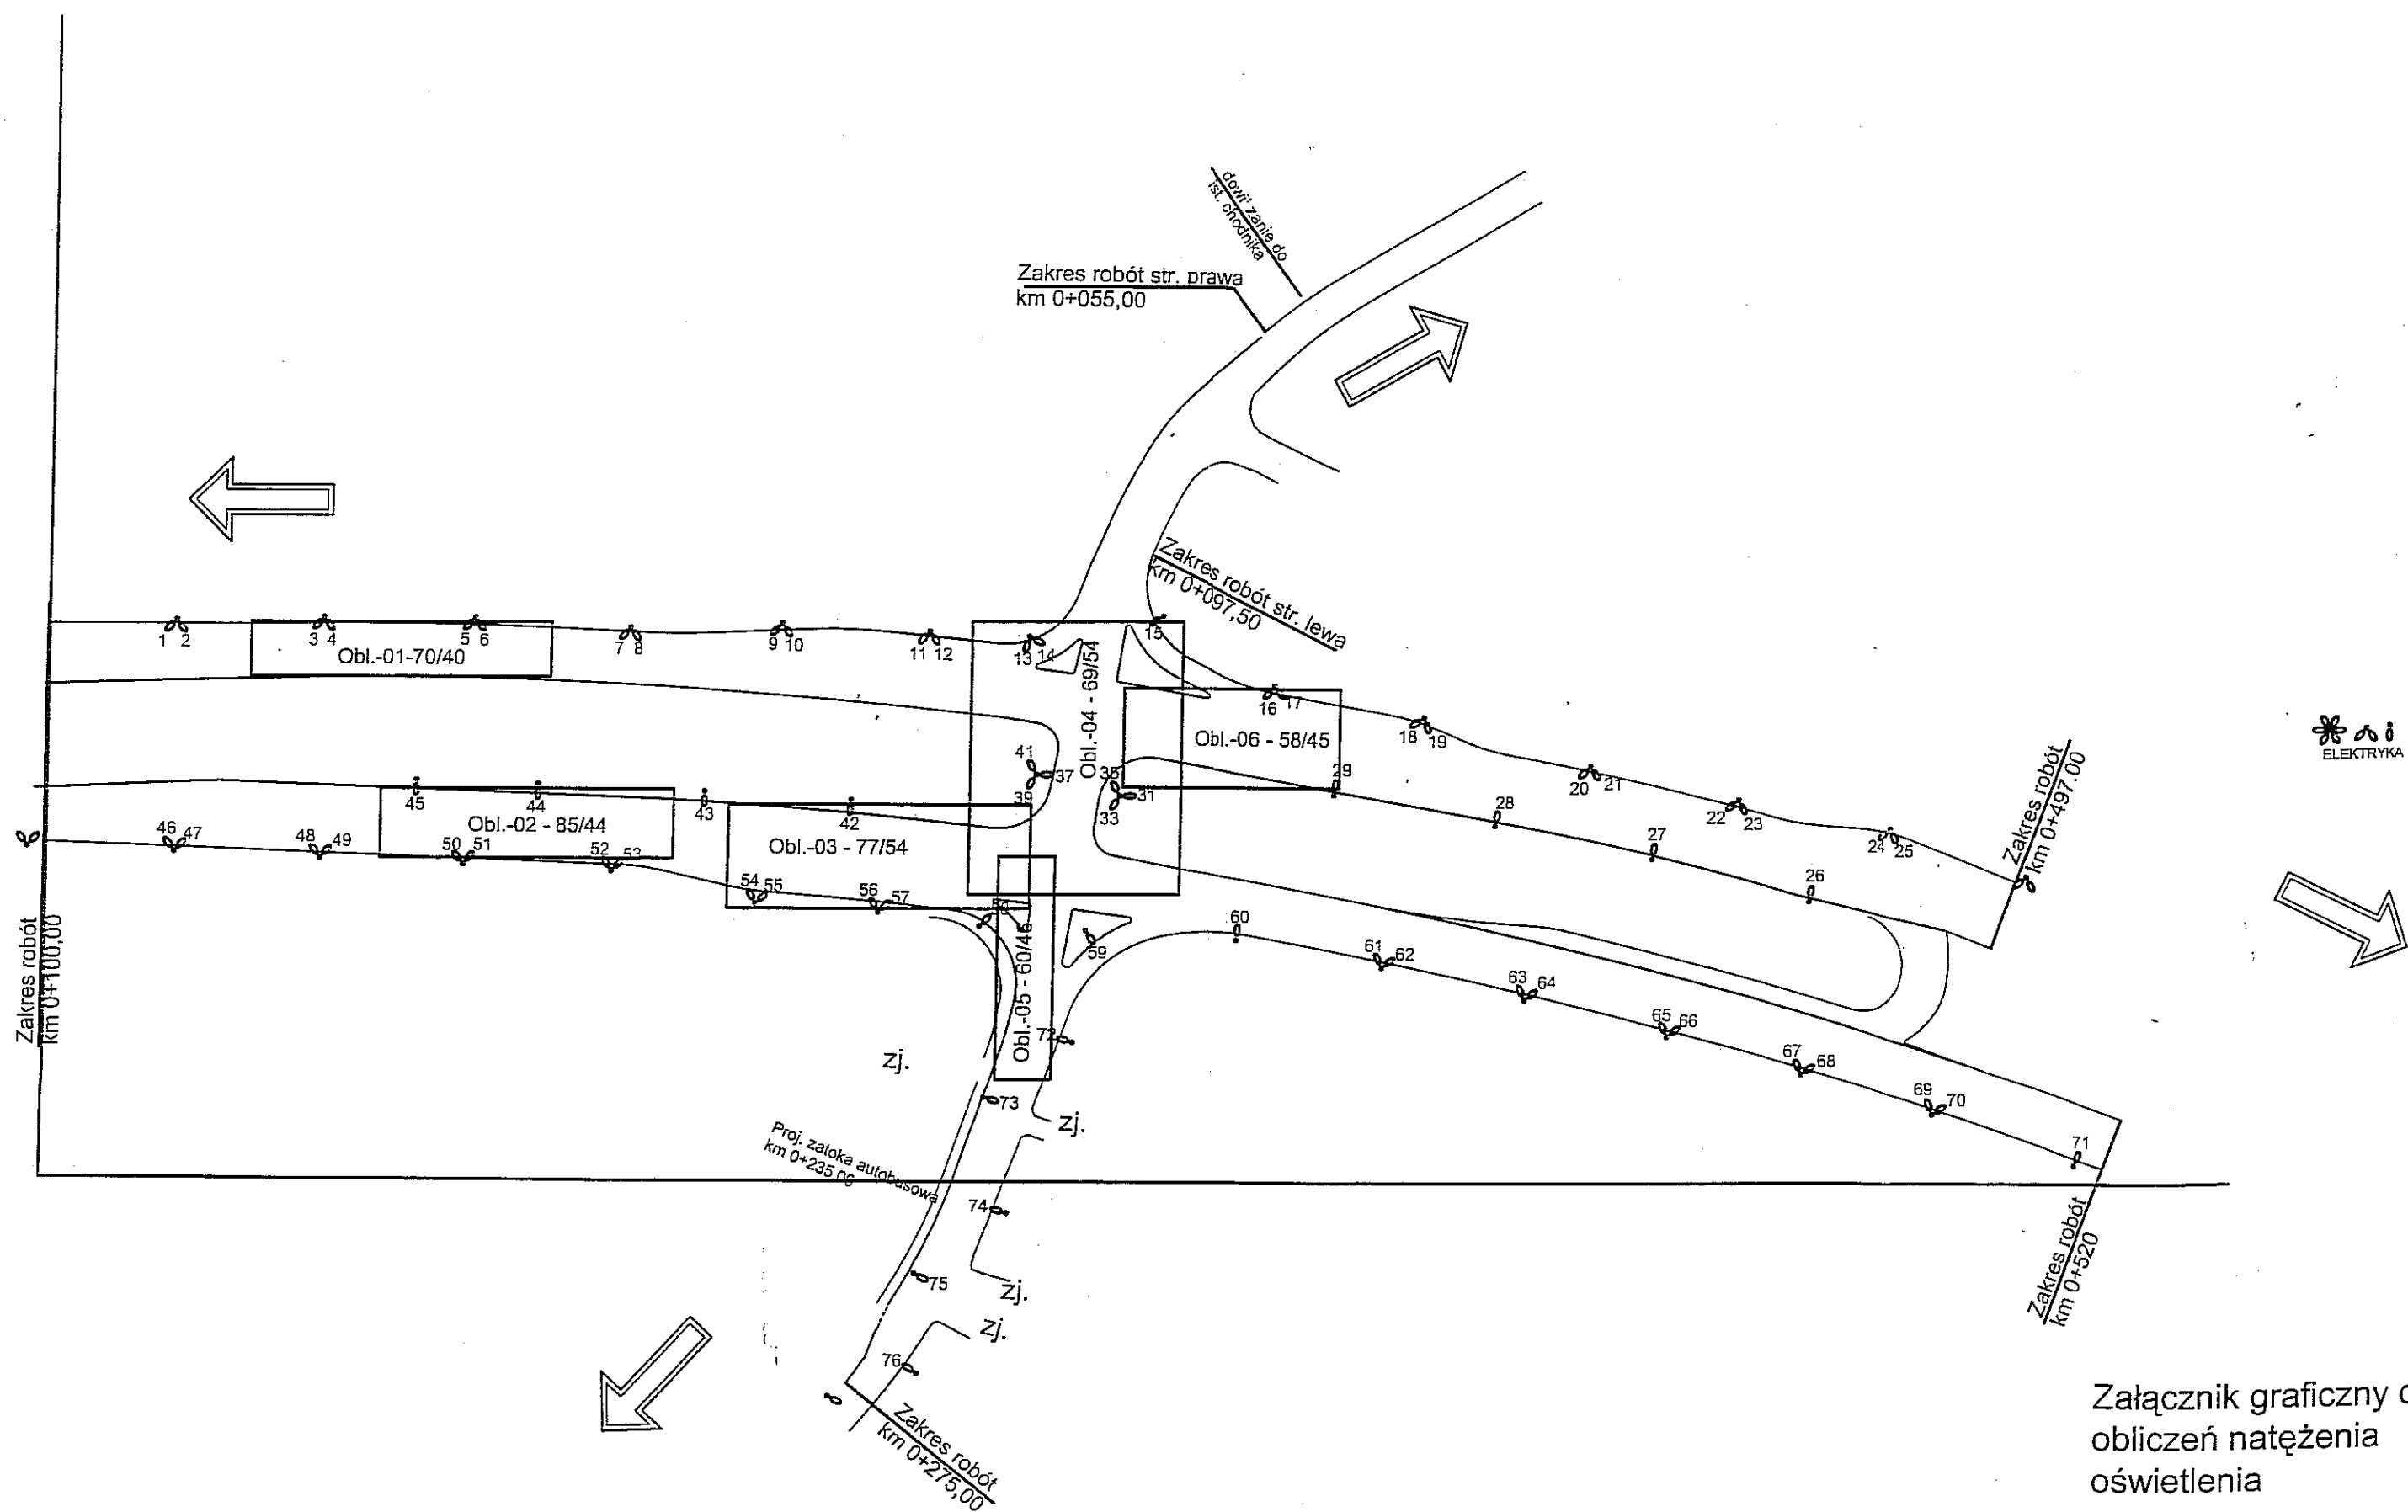 dowi' zanie do
ist. chodnika
Zakres robót str. prawa
km 0+055,00
Zakres robót str. lewa
km 0+097,50
1 2
3 4
5 6
7 8
9 10
11 12
13 14
15
16 17
18 19
20 21
22 23
24 25
Obl.-01-70/40
Obl.-04 - 69/54
Obl.-06 - 58/45
41
37
39
35
31
33
29
28
27
26
45
44
43
42
Obl.-02 - 85/44
Obl.-03 - 77/54
46 47
48 49
50 51
52 53
54 55
56 57
59
60
61 62
63 64
65 66
67 68
69 70
71
Obl.-05 - 60/46
72
73
74
75
76
zj.
zj.
zj.
zj.
Proj. zatoka autobusowa
km 0+235,
Zakres robót
km 0+100,00
Zakres robót
km 0+497.00
Zakres robót
km 0+520
Zakres robót
km 0+275,00
ELEKTRYKA
Załącznik graficzny
obliczeń natężenia
oświetlenia